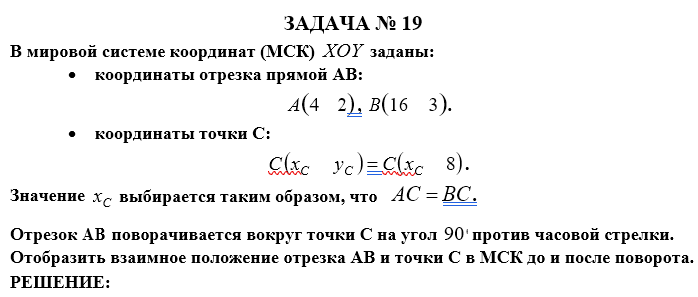 ЗАДАЧА № 19
В мировой системе координат (МСК) XOY заданы:
• координаты отрезка прямой АВ:
A(4 2), B(16 3).
• координаты точки С:
C(x_C y_C) = C(x_C 8).
Значение x_C выбирается таким образом, что AC = BC.
Отрезок АВ поворачивается вокруг точки С на угол 90° против часовой стрелки.
Отобразить взаимное положение отрезка АВ и точки С в МСК до и после поворота.
РЕШЕНИЕ: